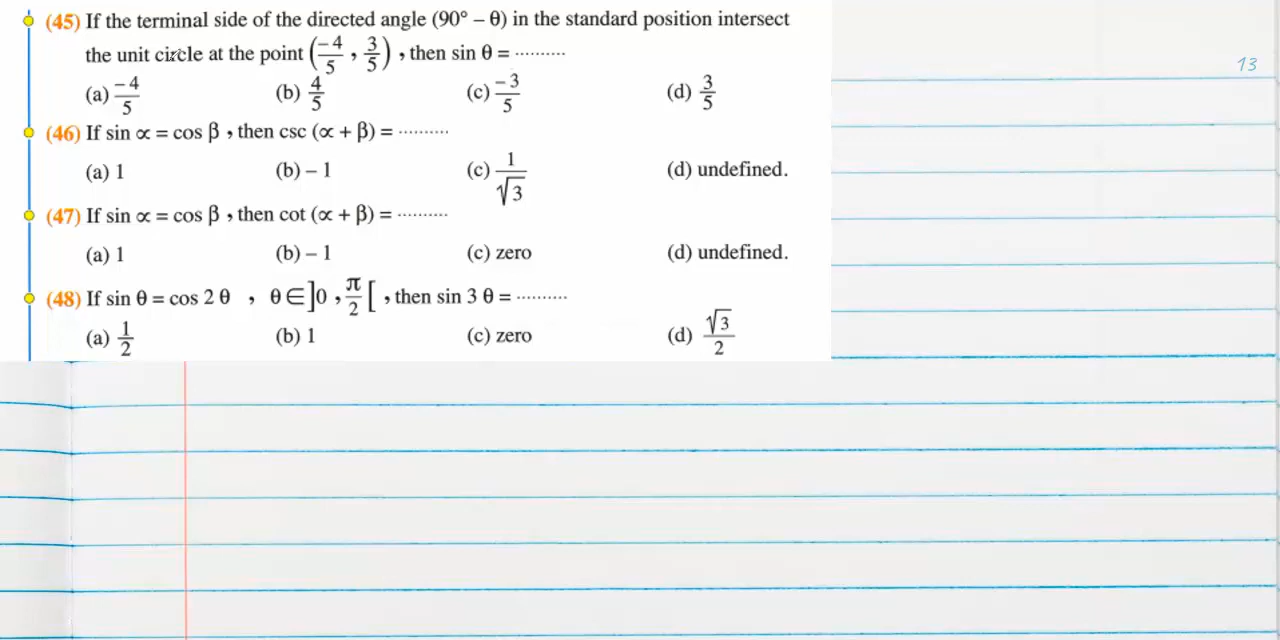 (45) If the terminal side of the directed angle (90° – θ) in the standard position intersect
the unit circle at the point (–4/5 , 3/5) , then sin θ = ··········
(a) –4/5 (b) 4/5 (c) –3/5 (d) 3/5
(46) If sin ∝ = cos β , then csc (∝ + β) = ··········
(a) 1 (b) – 1 (c) 1/√3 (d) undefined.
(47) If sin ∝ = cos β , then cot (∝ + β) = ··········
(a) 1 (b) – 1 (c) zero (d) undefined.
(48) If sin θ = cos 2 θ , θ ∈ ]0 , π/2[ , then sin 3 θ = ··········
(a) 1/2 (b) 1 (c) zero (d) √3/2
13